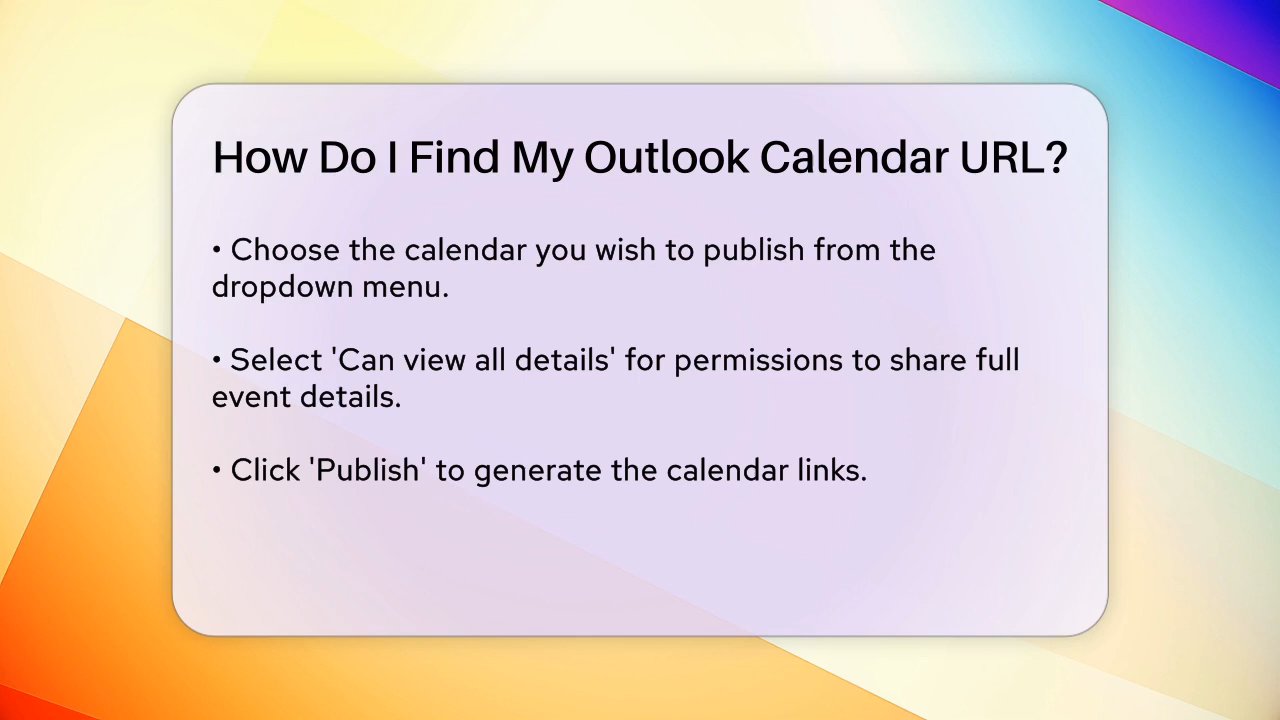 How Do I Find My Outlook Calendar URL?
• Choose the calendar you wish to publish from the
dropdown menu.
• Select 'Can view all details' for permissions to share full
event details.
• Click 'Publish' to generate the calendar links.